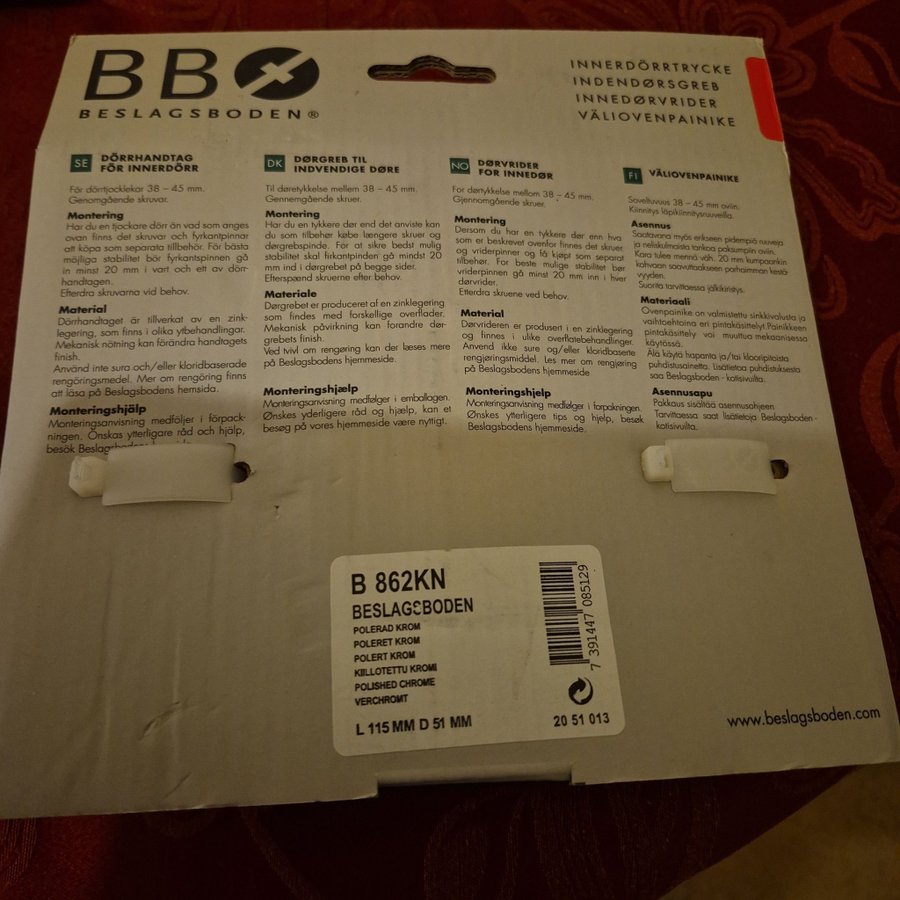 BB
BESLAGSBODEN®
INNERDÖRRTRYCKE
INDENDØRSGREB
INNEDØRVRIDER
VÄLIOVENPAINIKE
SE DÖRRHANDTAG
FÖR INNERDÖRR
För dörrtjocklekar 38 – 45 mm.
Genomgående skruvar.
Montering
Har du en tjockare dörr än vad som anges
ovan finns det skruvar och fyrkantpinnar
att köpa som separata tillbehör. För bästa
möjliga stabilitet bör fyrkantspinnen gå
in minst 20 mm i vart och ett av dörr-
handtagen.
Efterdra skruvarna vid behov.
Material
Dörrhandtaget är tillverkat av en zink-
legering, som finns i olika ytbehandlingar.
Mekanisk nötning kan förändra handtagets
finish.
Använd inte sura och/eller kloridbaserade
rengöringsmedel. Mer om rengöring finns
att läsa på Beslagsbodens hemsida.
Monteringshjälp
Monteringsanvisning medföljer i förpack-
ningen. Önskas ytterligare råd och hjälp,
besök Beslagsbodens hemsida.
DK DØRGREB TIL
INDVENDIGE DØRE
Til døretykkelse mellem 38 – 45 mm.
Gennemgående skruer.
Montering
Har du en tykkere dør end det anviste kan
du som tilbehør købe længere skruer og
dørgrebspinde. For at sikre bedst mulig
stabilitet skal firkantpinden gå mindst 20
mm ind i dørgrebet på begge sider.
Efterspænd skruerne efter behov.
Materiale
Dørgrebet er produceret af en zinklegering
som findes med forskellige overflader.
Mekanisk påvirkning kan forandre dør-
grebets finish.
Ved tvivl om rengøring kan der læses mere
på Beslagsbodens hjemmeside.
Monteringshjælp
Monteringsanvisning medfølger i emballagen.
Ønskes yderligere råd og hjælp, kan et
besøg på vores hjemmeside være nyttigt.
NO DØRVRIDER
FOR INNEDØR
For dørtykkelse mellom 38 – 45 mm.
Gjennomgående skruer.
Montering
Dersom du har en tykkere dør enn hva
som er beskrevet ovenfor finnes det skruer
og vriderpinner og få kjøpt som separat
tilbehør. For beste mulige stabilitet bør
vriderpinnen gå minst 20 mm inn i hver
dørvrider.
Etterdra skruene ved behov.
Material
Dørvrideren er produsert i en zinklegering
og finnes i ulike overflatebehandlinger.
Anvend ikke sure og/eller kloridbaserte
rengjøringsmiddel. Les mer om rengjøring
på Beslagsbodens hjemmeside
Monteringshjelp
Monteringsanvisning medfølger i forpakningen.
Ønskes ytterligere tips og hjelp, besøk
Beslagsbodens hjemmeside.
FI VÄLIOVENPAINIKE
Soveltuvuus 38 – 45 mm oviin.
Kiinnitys läpikiinnitysruuvella.
Asennus
Saatavana myös erikseen pidempiä ruuveja
ja neliskulmaista tankoa paksumpiin oviin.
Kara tulee mennä väh. 20 mm kumpaankin
kahvaan saavuttaakseen parhaimman kestä-
vyyden.
Suorita tarvittaessa jälkikiristys.
Materiaali
Ovenpainike on valmistettu sinkkivalusta ja
vaihtoehtoina eri pintakäsittelyt. Painikkeen
pintakäsittely voi muuttua mekaanisessa
käytössä.
Älä käytä hapanta ja/tai klooripitoista
puhdistusainetta. Lisätietoa puhdistuksesta
saa Beslagsboden - kotisivuilta.
Asennusapu
Pakkaus sisältää asennusohjeen.
Tarvittaessa saat lisätietoja Beslagsboden -
kotisivuilta.
B 862KN
BESLAGSBODEN
POLERAD KROM
POLERET KROM
POLERT KROM
KIILLOTETTU KROMI
POLISHED CHROME
VERCHROMT
L 115 MM D 51 MM
7 391447 085129
20 51 013
www.beslagsboden.com